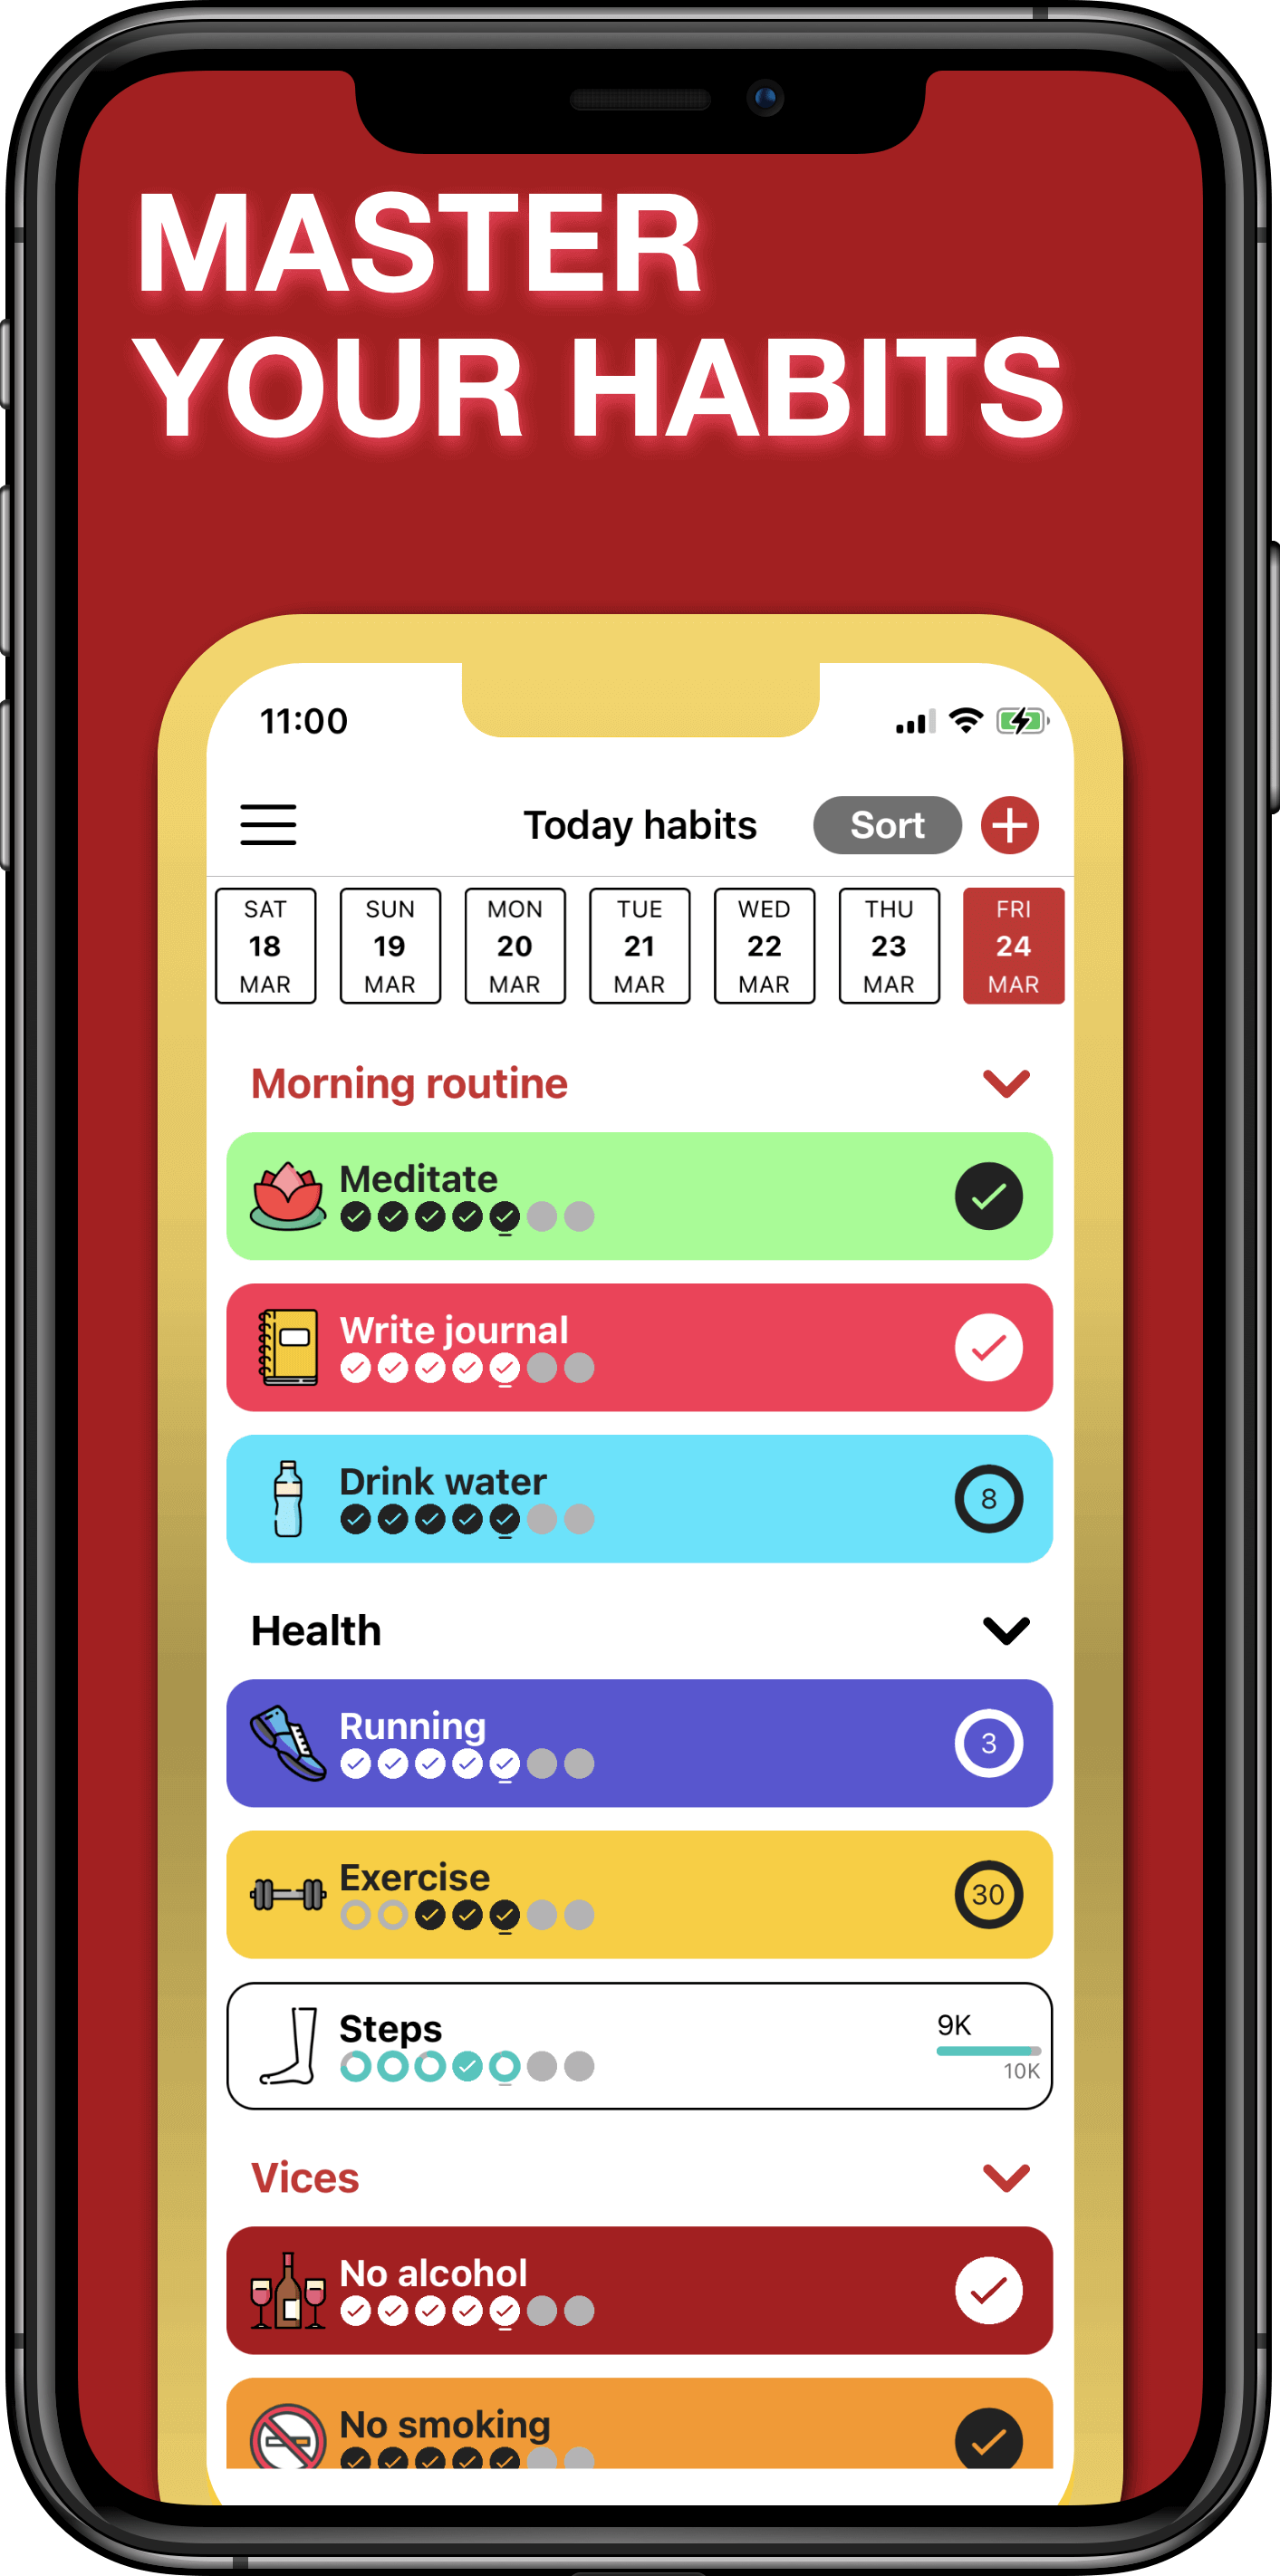 MASTER
YOUR HABITS
11:00
Today habits Sort
SAT SUN MON TUE WED THU FRI
18 19 20 21 22 23 24
MAR MAR MAR MAR MAR MAR MAR
Morning routine
Meditate
Write journal
Drink water
8
Health
Running
3
Exercise
30
Steps
9K
10K
Vices
No alcohol
No smoking